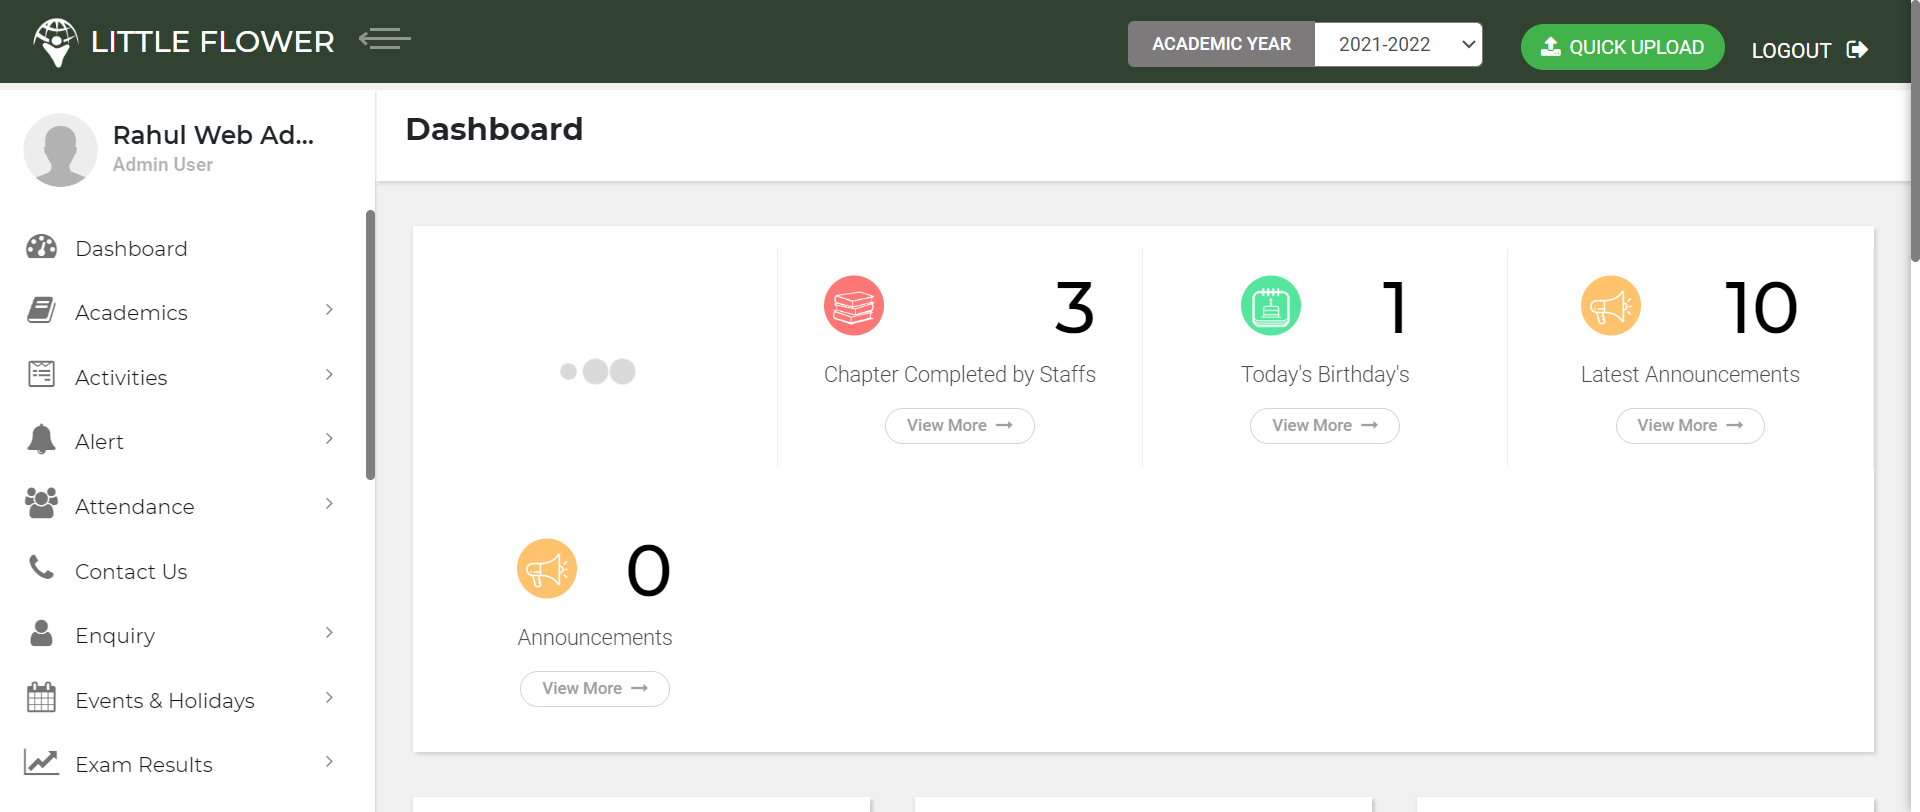 LITTLE FLOWER
ACADEMIC YEAR 2021-2022
QUICK UPLOAD
LOGOUT
Rahul Web Ad...
Admin User
Dashboard
Academics
Activities
Alert
Attendance
Contact Us
Enquiry
Events & Holidays
Exam Results
Dashboard
3
Chapter Completed by Staffs
View More
1
Today's Birthday's
View More
10
Latest Announcements
View More
0
Announcements
View More